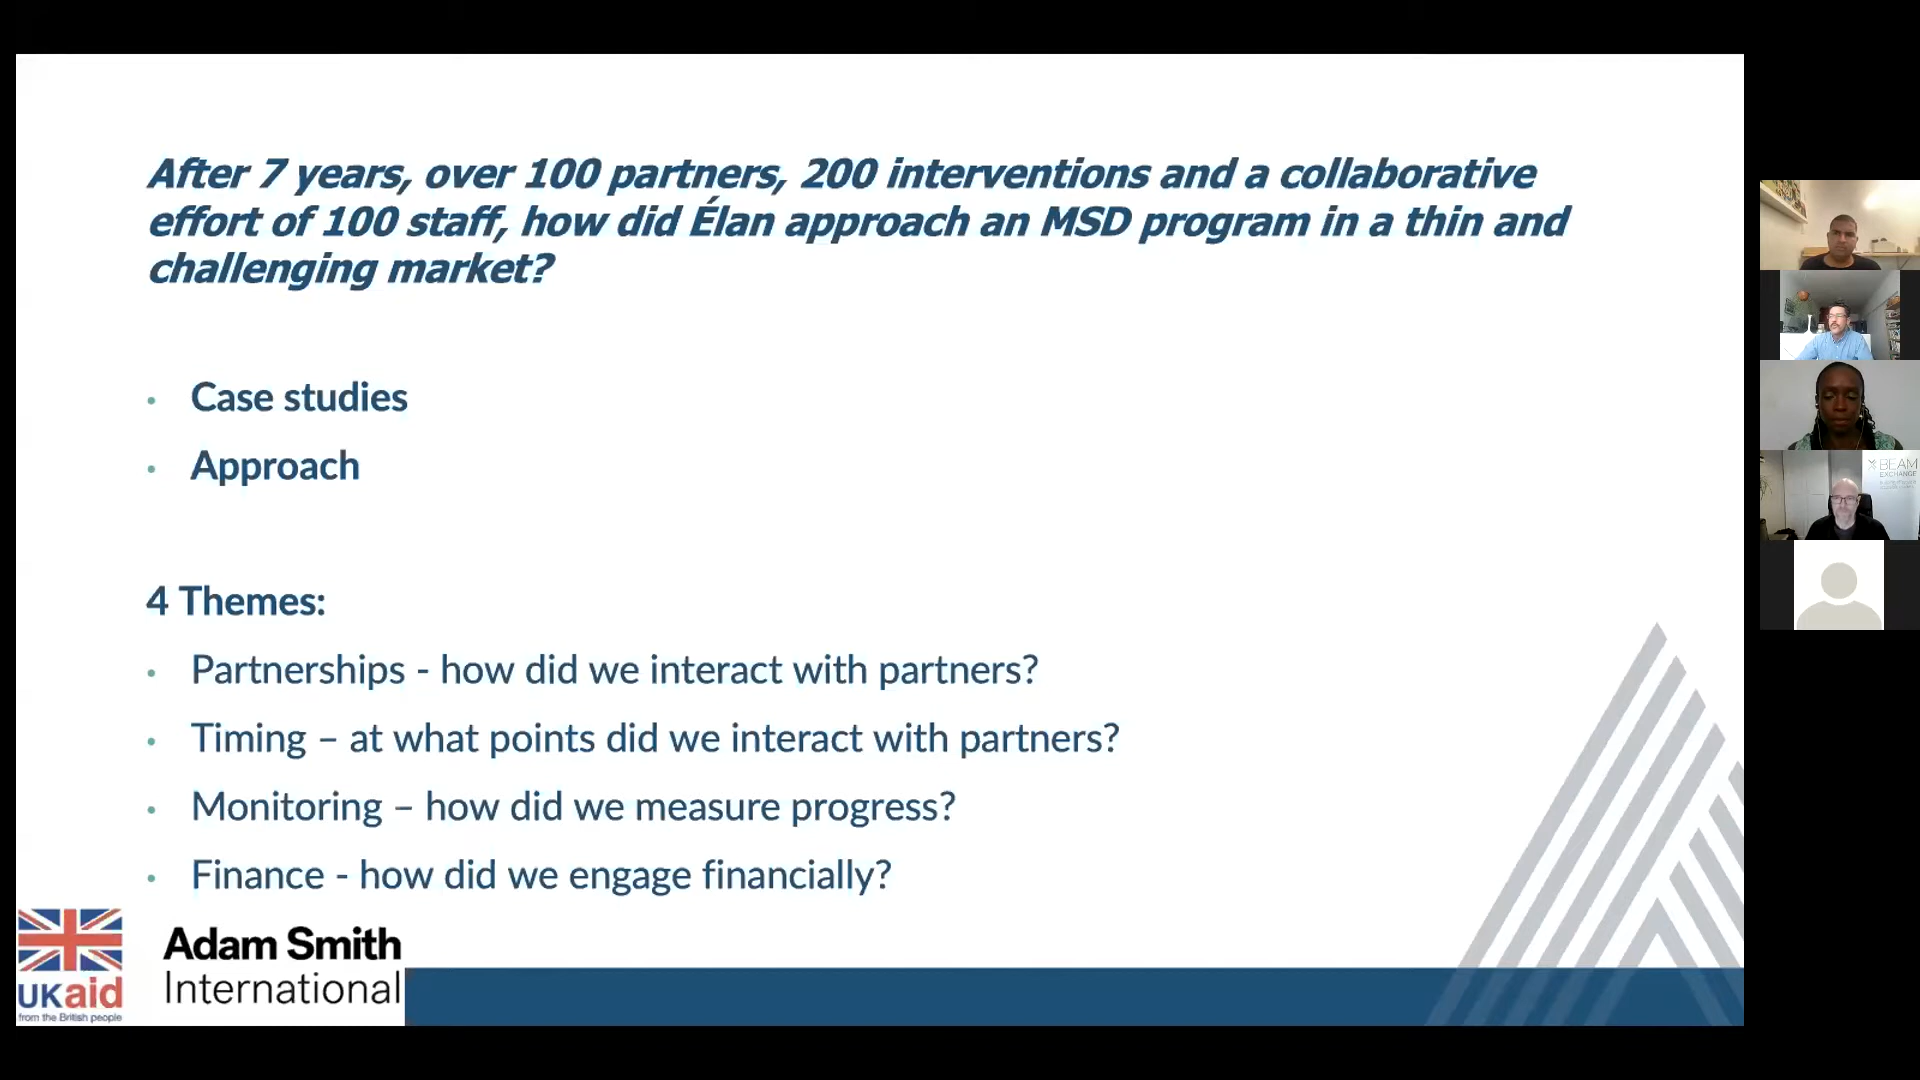 After 7 years, over 100 partners, 200 interventions and a collaborative
effort of 100 staff, how did Élan approach an MSD program in a thin and
challenging market?
• Case studies
• Approach
4 Themes:
• Partnerships - how did we interact with partners?
• Timing – at what points did we interact with partners?
• Monitoring – how did we measure progress?
• Finance - how did we engage financially?
UKaid
from the British people
Adam Smith
International
BEAM
EXCHANGE